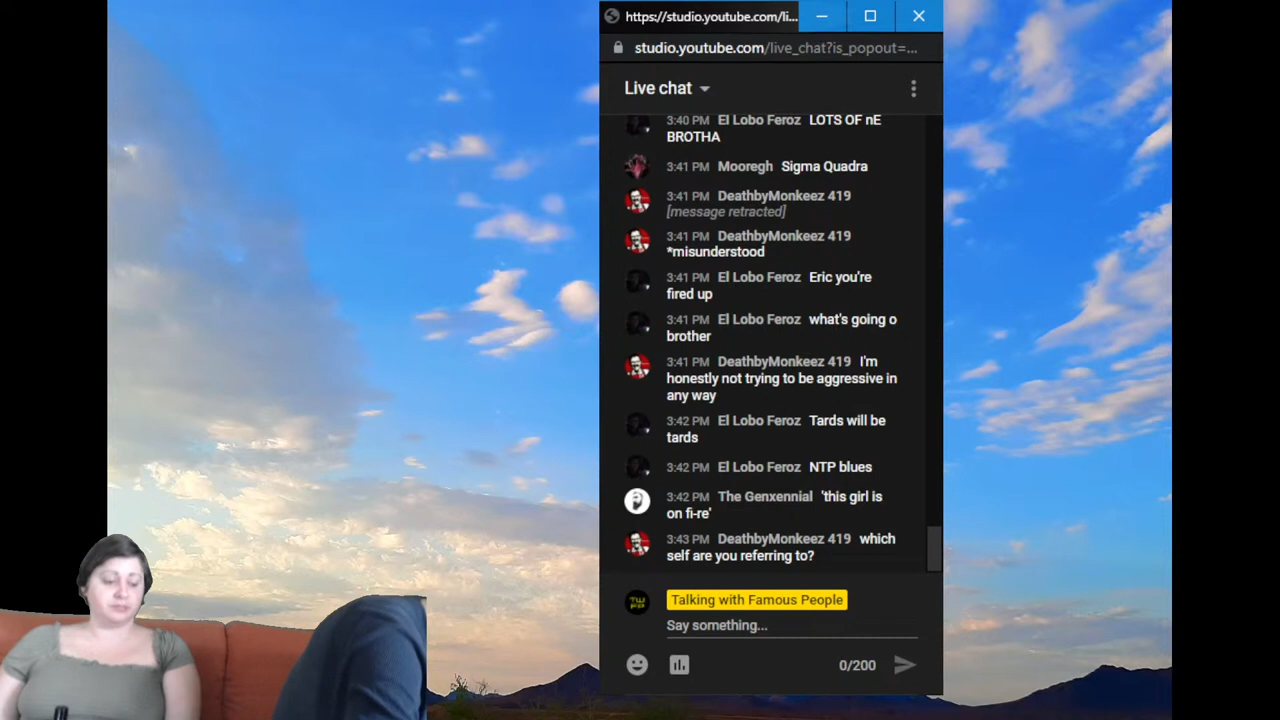 https://studio.youtube.com/li...
studio.youtube.com/live_chat?is_popout=...
Live chat
3:40 PM El Lobo Feroz LOTS OF nE
BROTHA
3:41 PM Mooregh Sigma Quadra
3:41 PM DeathbyMonkeez 419
[message retracted]
3:41 PM DeathbyMonkeez 419
*misunderstood
3:41 PM El Lobo Feroz Eric you're
fired up
3:41 PM El Lobo Feroz what's going o
brother
3:41 PM DeathbyMonkeez 419 I'm
honestly not trying to be aggressive in
any way
3:42 PM El Lobo Feroz Tards will be
tards
3:42 PM El Lobo Feroz NTP blues
3:42 PM The Genxennial 'this girl is
on fi-re'
3:43 PM DeathbyMonkeez 419 which
self are you referring to?
Talking with Famous People
Say something...
0/200